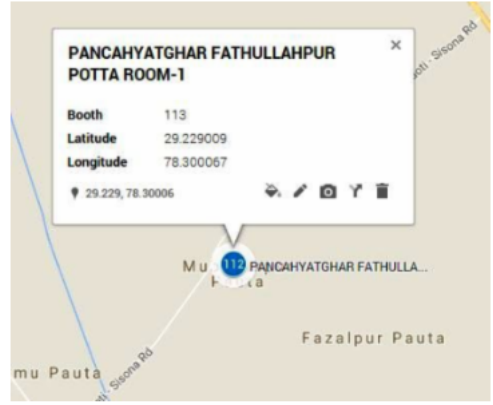 PANCAHYATGHAR FATHULLAHPUR
POTTA ROOM-1
Booth 113
Latitude 29.229009
Longitude 78.300067
29.229, 78.30006
112 PANCAHYATGHAR FATHULLA...
Fazalpur Pauta
mu Pauta
Sisona Rd
Sisona Rd